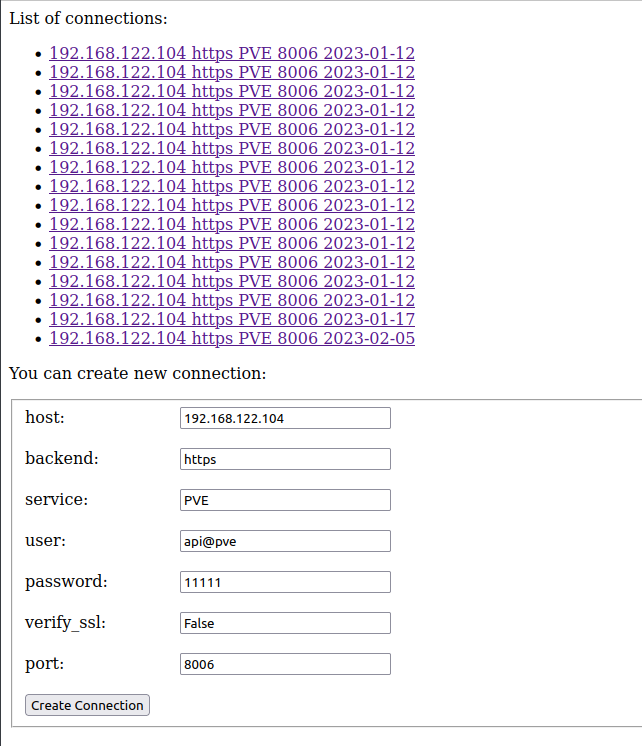 List of connections:
192.168.122.104 https PVE 8006 2023-01-12
192.168.122.104 https PVE 8006 2023-01-12
192.168.122.104 https PVE 8006 2023-01-12
192.168.122.104 https PVE 8006 2023-01-12
192.168.122.104 https PVE 8006 2023-01-12
192.168.122.104 https PVE 8006 2023-01-12
192.168.122.104 https PVE 8006 2023-01-12
192.168.122.104 https PVE 8006 2023-01-12
192.168.122.104 https PVE 8006 2023-01-12
192.168.122.104 https PVE 8006 2023-01-12
192.168.122.104 https PVE 8006 2023-01-12
192.168.122.104 https PVE 8006 2023-01-12
192.168.122.104 https PVE 8006 2023-01-12
192.168.122.104 https PVE 8006 2023-01-12
192.168.122.104 https PVE 8006 2023-01-17
192.168.122.104 https PVE 8006 2023-02-05
You can create new connection:
host: 192.168.122.104
backend: https
service: PVE
user: api@pve
password: 11111
verify_ssl: False
port: 8006
Create Connection